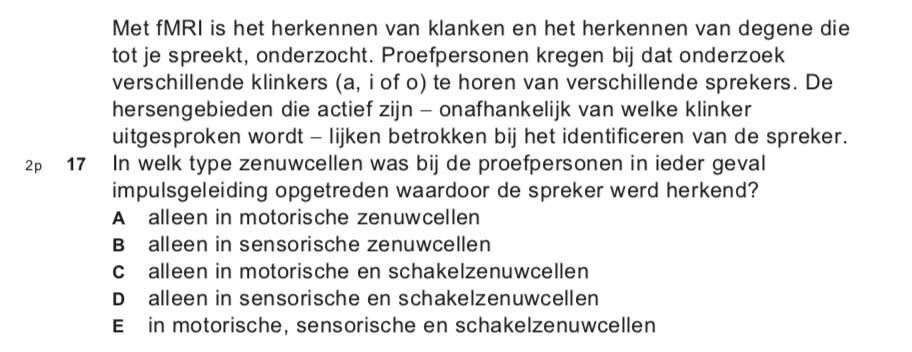 Met fMRI is het herkennen van klanken en het herkennen van degene die
tot je spreekt, onderzocht. Proefpersonen kregen bij dat onderzoek
verschillende klinkers (a, i of o) te horen van verschillende sprekers. De
hersengebieden die actief zijn – onafhankelijk van welke klinker
uitgesproken wordt – lijken betrokken bij het identificeren van de spreker.
2p 17 In welk type zenuwcellen was bij de proefpersonen in ieder geval
impulsgeleiding opgetreden waardoor de spreker werd herkend?
A alleen in motorische zenuwcellen
B alleen in sensorische zenuwcellen
C alleen in motorische en schakelzenuwcellen
D alleen in sensorische en schakelzenuwcellen
E in motorische, sensorische en schakelzenuwcellen